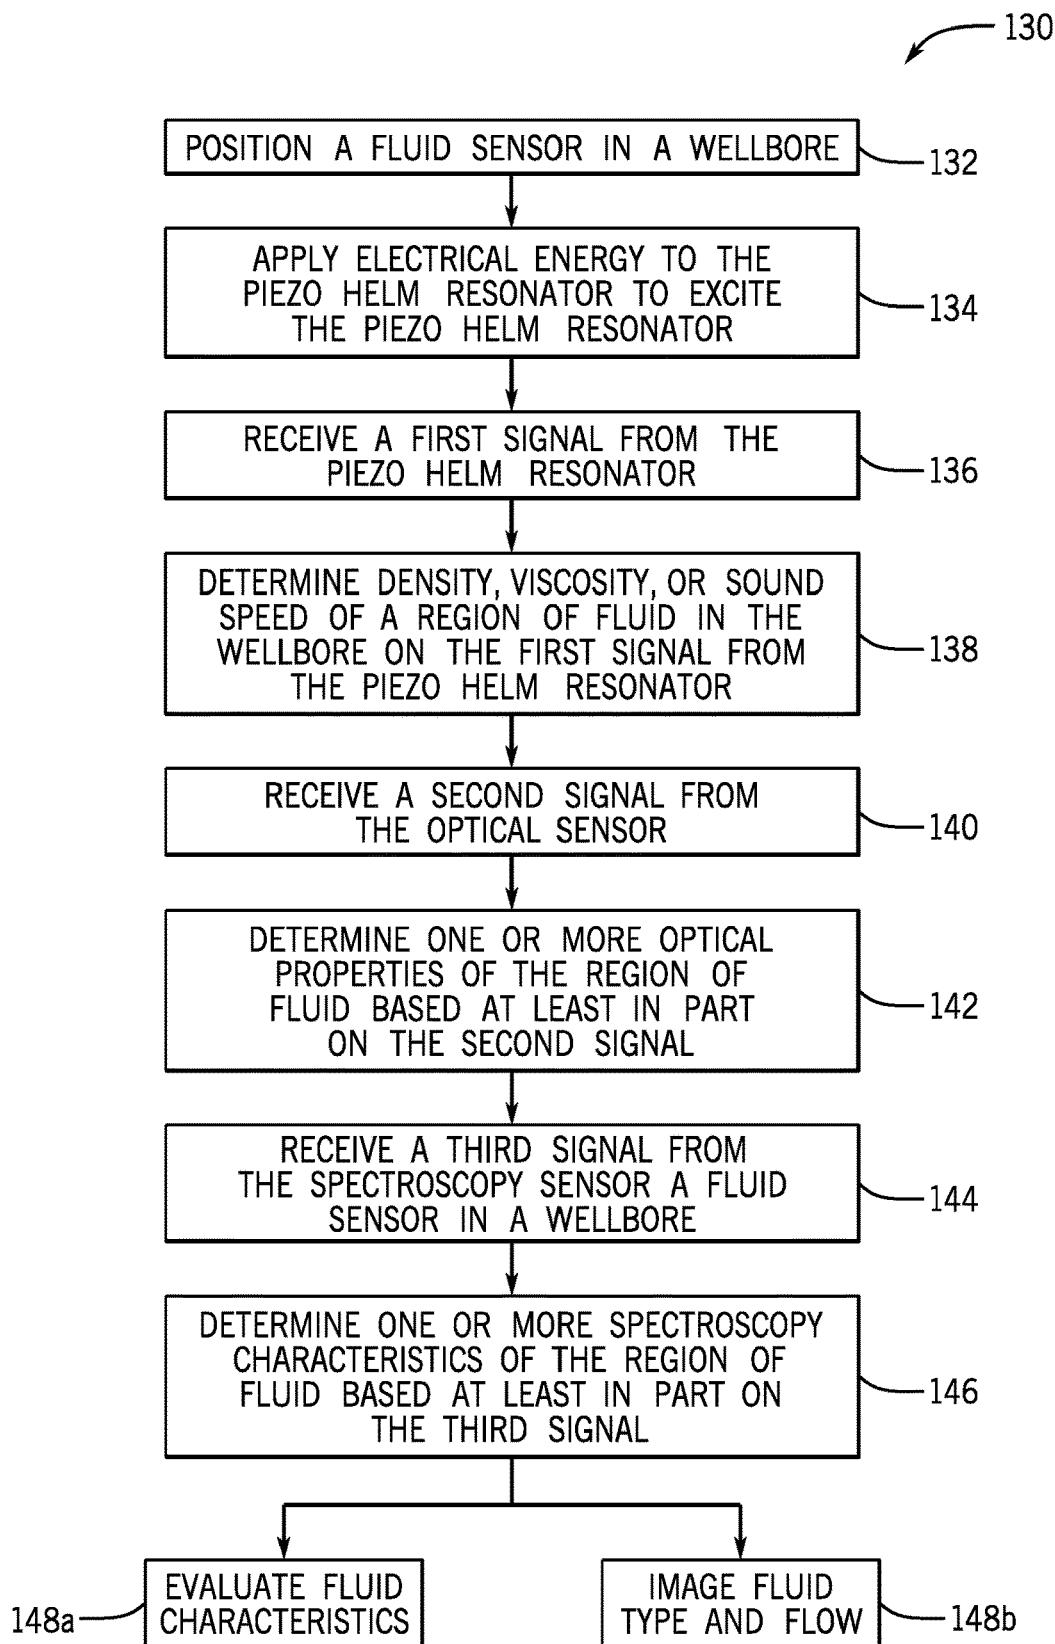 130
POSITION A FLUID SENSOR IN A WELLBORE
132
APPLY ELECTRICAL ENERGY TO THE
PIEZO HELM RESONATOR TO EXCITE
THE PIEZO HELM RESONATOR
134
RECEIVE A FIRST SIGNAL FROM THE
PIEZO HELM RESONATOR
136
DETERMINE DENSITY, VISCOSITY, OR SOUND
SPEED OF A REGION OF FLUID IN THE
WELLBORE ON THE FIRST SIGNAL FROM
THE PIEZO HELM RESONATOR
138
RECEIVE A SECOND SIGNAL FROM
THE OPTICAL SENSOR
140
DETERMINE ONE OR MORE OPTICAL
PROPERTIES OF THE REGION OF
FLUID BASED AT LEAST IN PART
ON THE SECOND SIGNAL
142
RECEIVE A THIRD SIGNAL FROM
THE SPECTROSCOPY SENSOR A FLUID
SENSOR IN A WELLBORE
144
DETERMINE ONE OR MORE SPECTROSCOPY
CHARACTERISTICS OF THE REGION OF
FLUID BASED AT LEAST IN PART ON
THE THIRD SIGNAL
146
EVALUATE FLUID
CHARACTERISTICS
148a
IMAGE FLUID
TYPE AND FLOW
148b